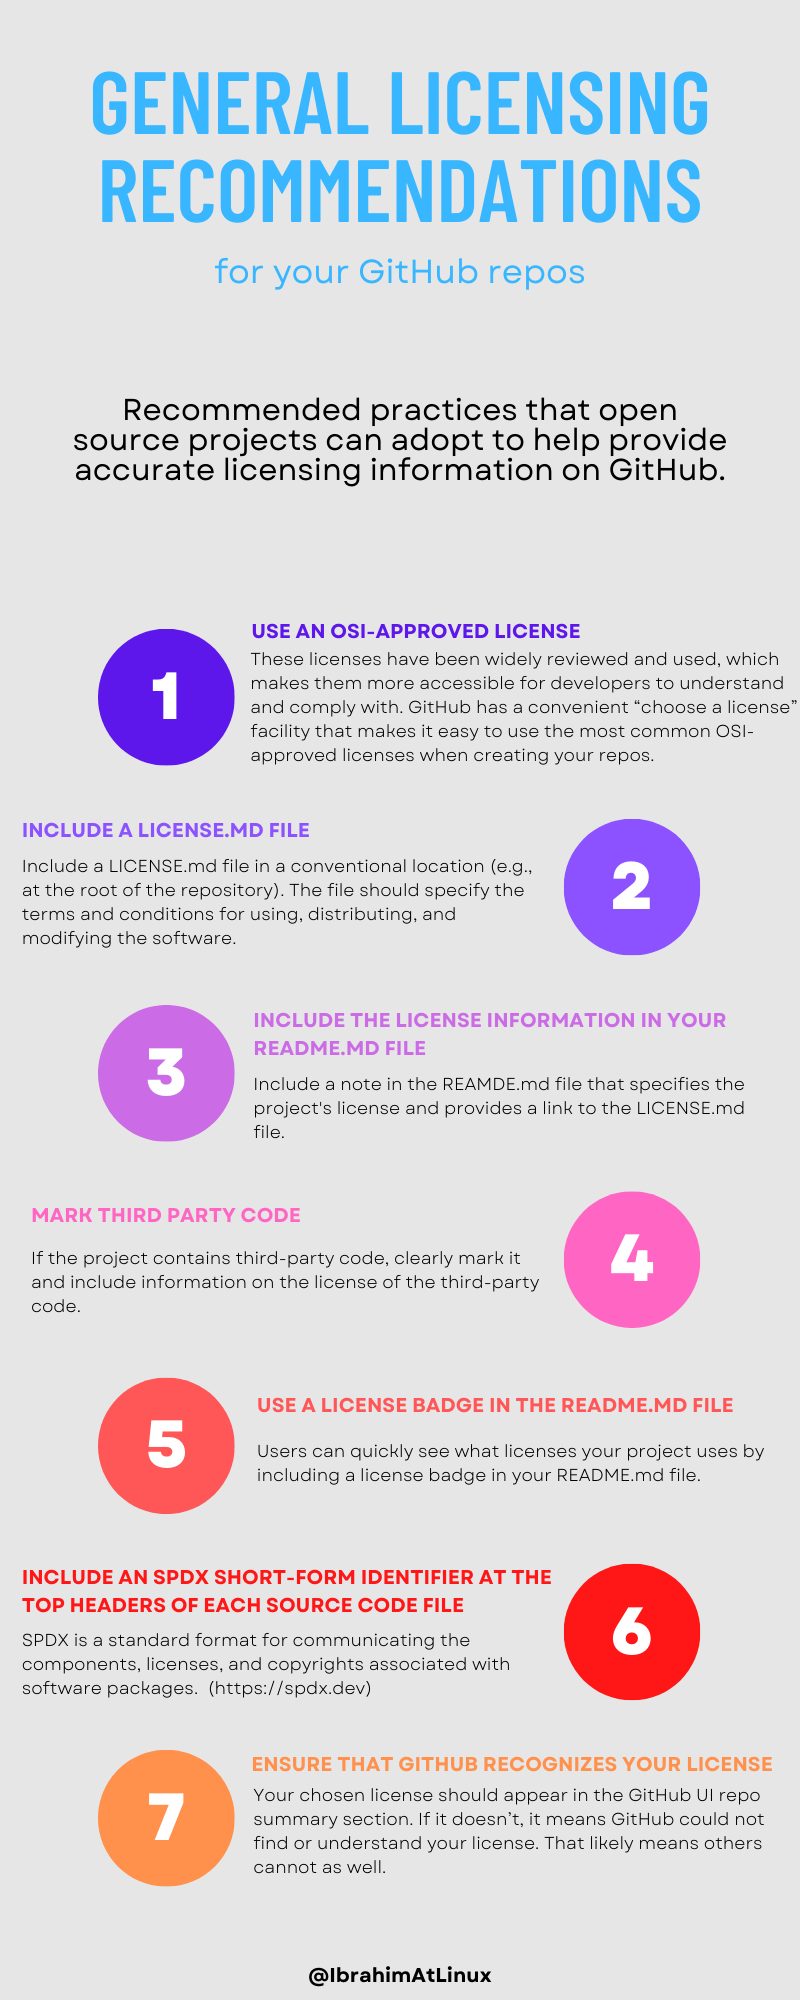 GENERAL LICENSING
RECOMMENDATIONS
for your GitHub repos
Recommended practices that open
source projects can adopt to help provide
accurate licensing information on GitHub.
1
USE AN OSI-APPROVED LICENSE
These licenses have been widely reviewed and used, which
makes them more accessible for developers to understand
and comply with. GitHub has a convenient “choose a license”
facility that makes it easy to use the most common OSI-
approved licenses when creating your repos.
INCLUDE A LICENSE.MD FILE
Include a LICENSE.md file in a conventional location (e.g.,
at the root of the repository). The file should specify the
terms and conditions for using, distributing, and
modifying the software.
2
3
INCLUDE THE LICENSE INFORMATION IN YOUR
README.MD FILE
Include a note in the REAMDE.md file that specifies the
project's license and provides a link to the LICENSE.md
file.
MARK THIRD PARTY CODE
If the project contains third-party code, clearly mark it
and include information on the license of the third-party
code.
4
5
USE A LICENSE BADGE IN THE README.MD FILE
Users can quickly see what licenses your project uses by
including a license badge in your README.md file.
INCLUDE AN SPDX SHORT-FORM IDENTIFIER AT THE
TOP HEADERS OF EACH SOURCE CODE FILE
SPDX is a standard format for communicating the
components, licenses, and copyrights associated with
software packages.  (https://spdx.dev)
6
7
ENSURE THAT GITHUB RECOGNIZES YOUR LICENSE
Your chosen license should appear in the GitHub UI repo
summary section. If it doesn’t, it means GitHub could not
find or understand your license. That likely means others
cannot as well.
@IbrahimAtLinux